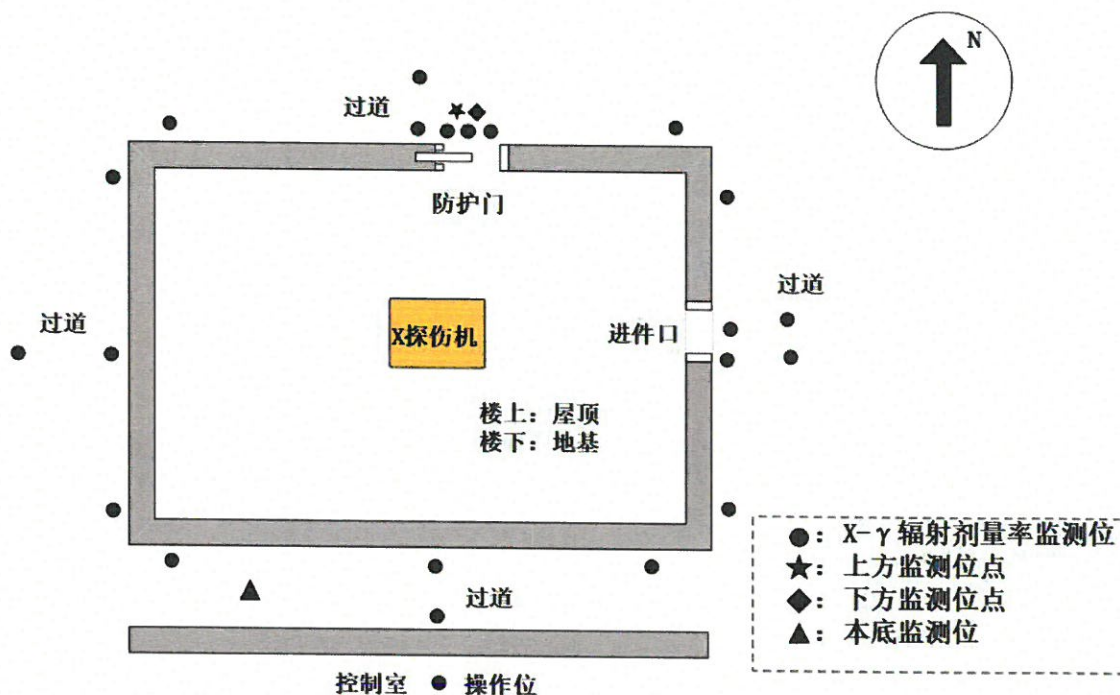 N
过道
防护门
过道
过道
进件口
X探伤机
楼上：屋顶
楼下：地基
●：X-γ辐射剂量率监测位
★：上方监测位点
◆：下方监测位点
▲：本底监测位
过道
控制室 ● 操作位